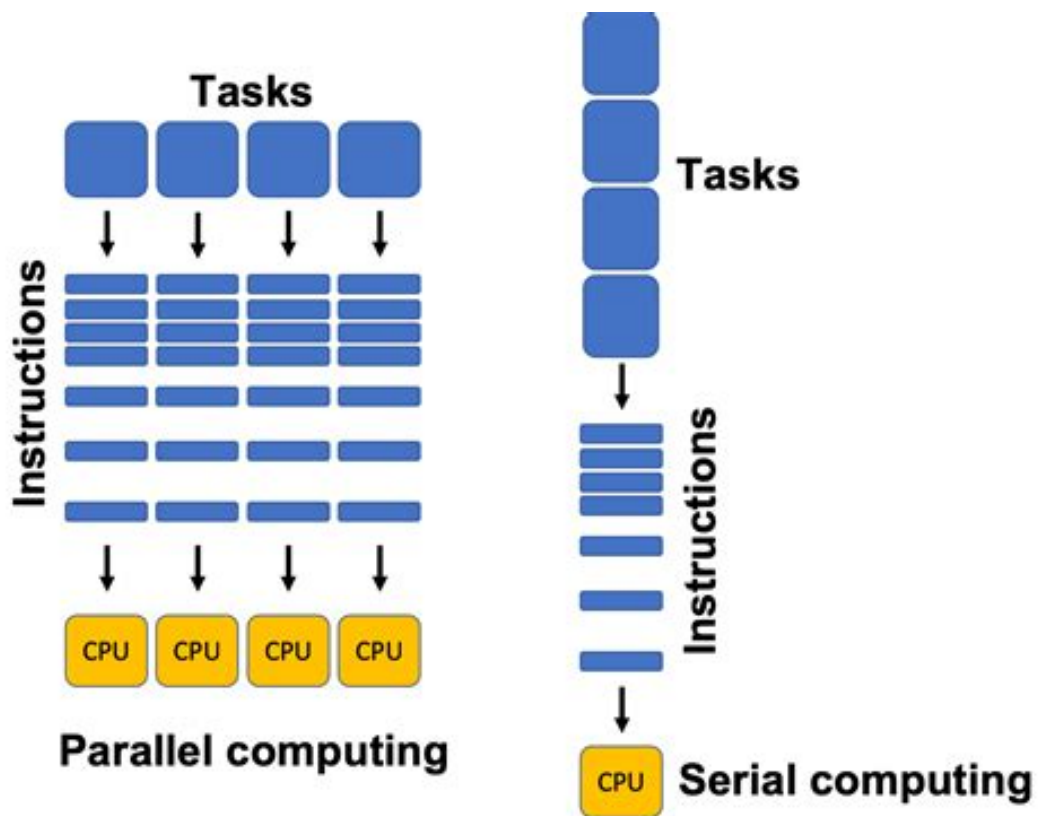 Tasks
Instructions
CPU CPU CPU CPU
Parallel computing
Tasks
Instructions
CPU
Serial computing